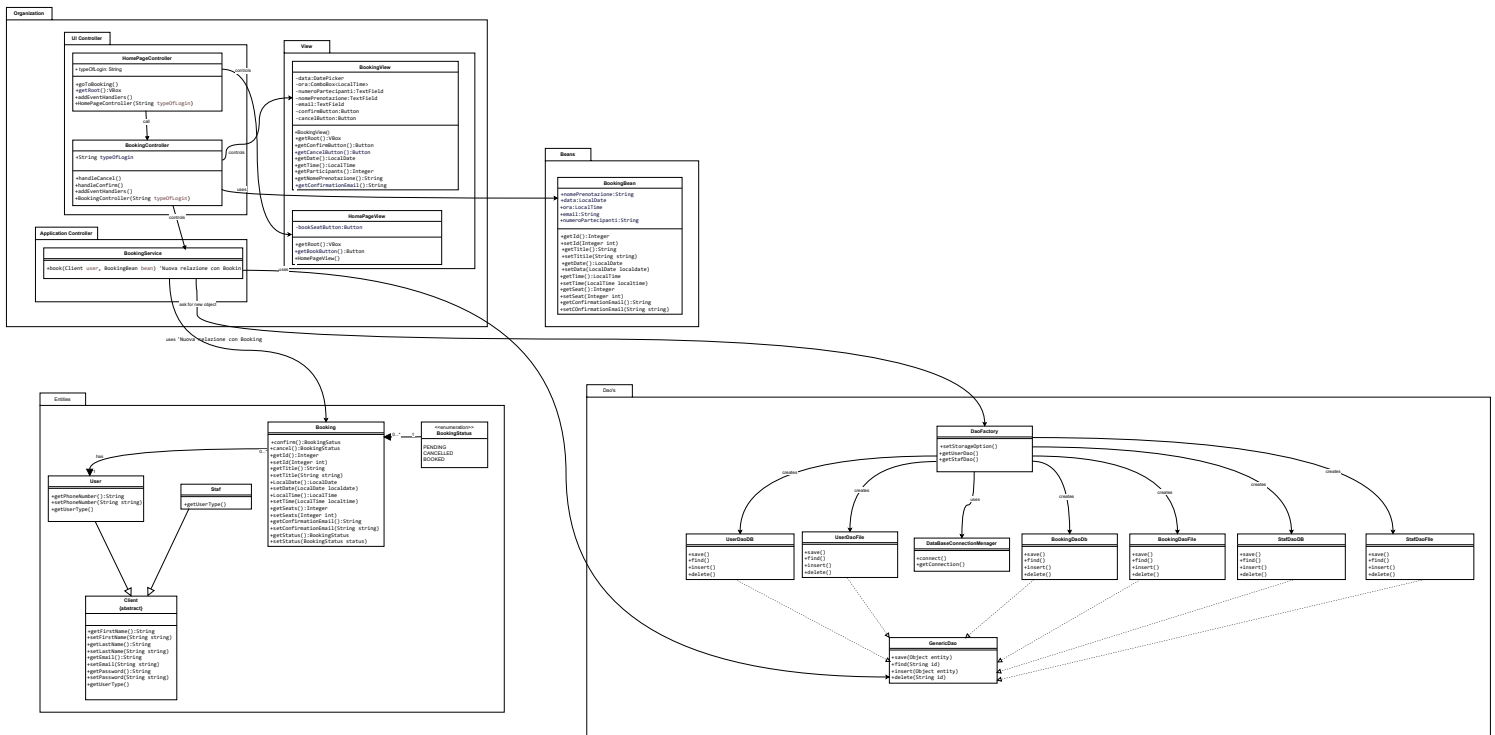 Organization
Ui Controller
HomePageController
+ typeOfLogin: String
+goToBooking()
+getRoot():VBox
+addEventHandlers()
+HomePageController(String typeOfLogin)
call
BookingController
+String typeOfLogin
+handleCancel()
+handleConfirm()
+addEventHandlers()
+BookingController(String typeOfLogin)
controls
controls
uses
controls
View
BookingView
-data:DatePicker
-ora:ComboBox<LocalTime>
-numeroPartecipanti:TextField
-nomePrenotazione:TextField
-email:TextField
-confirmButton:Button
-cancelButton:Button
+BookingView()
+getRoot():VBox
+getConfirmButton():Button
+getCancelButton():Button
+getDate():LocalDate
+getTime():LocalTime
+getParticipants():Integer
+getNomePrenotazione():String
+getConfirmationEmail():String
HomePageView
-bookSeatButton:Button
+getRoot():VBox
+getBookButton():Button
+HomePageView()
Application Controller
BookingService
+book(Client user, BookingBean bean) 'Nuova relazione con Bookin
uses
ask for new object
uses 'Nuova relazione con Booking
Beans
BookingBean
+nomePrenotazione:String
+data:LocalDate
+ora:LocalTime
+email:String
+numeroPartecipanti:String
+getId():Integer
+setId(Integer int)
+getTitle():String
+setTitile(String string)
+getDate():LocalDate
+setData(LocalDate localdate)
+getTime():LocalTime
+setTime(LocalTime localtime)
+getSeat():Integer
+setSeat(Integer int)
+getConfirmationEmail():String
+setCOnfirmationEmail(String string)
Entities
Booking
+confirm():BookingSatus
+cancel():BookingStatus
+getId():Integer
+setId(Integer int)
+getTitle():String
+setTitle(String string)
+LocalDate():LocalDate
+setDate(LocalDate localdate)
+LocalTime():LocalTime
+setTime(LocalTime localtime)
+getSeats():Integer
+setSeats(Integer int)
+getConfirmationEmail():String
+setConfirmationEmail(String string)
+getStatus():BookingStatus
+setStatus(BookingStatus status)
0...*
1
<<enumeration>>
BookingStatus
PENDING
CANCELLED
BOOKED
has
User
+getPhoneNumber():String
+setPhoneNumber(String string)
+getUserType()
Staf
+getUserType()
Client
{abstract}
+getFirstName():String
+setFirstName(String string)
+getLastName():String
+setLastName(String string)
+getEmail():String
+setEmail(String string)
+getPassword():String
+setPassword(String string)
+getUserType()
Dao's
DaoFactory
+setStorageOption()
+getUserDao()
+getStafDao()
creates
creates
uses
creates
creates
creates
creates
UserDaoDB
+save()
+find()
+insert()
+delete()
UserDaoFile
+save()
+find()
+insert()
+delete()
DataBaseConnectionMenager
+connect()
+getConnection()
BookingDaoDb
+save()
+find()
+insert()
+delete()
BookingDaoFile
+save()
+find()
+insert()
+delete()
StafDaoDB
+save()
+find()
+insert()
+delete()
StafDaoFile
+save()
+find()
+insert()
+delete()
GenericDao
+save(Object entity)
+find(String id)
+insert(Object entity)
+delete(String id)